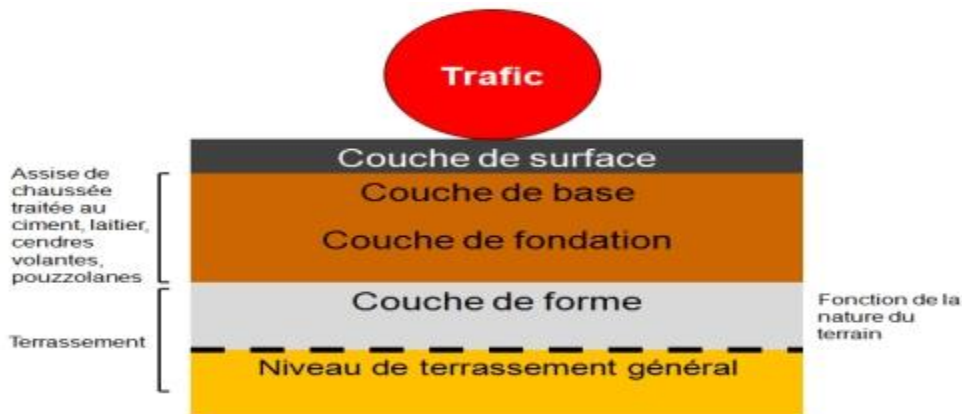 Trafic
Couche de surface
Assise de
chaussée
traitée au
ciment, laitier,
cendres
volantes,
pouzzolanes
Couche de base
Couche de fondation
Couche de forme
Fonction de la
nature du
terrain
Terrassement
Niveau de terrassement général